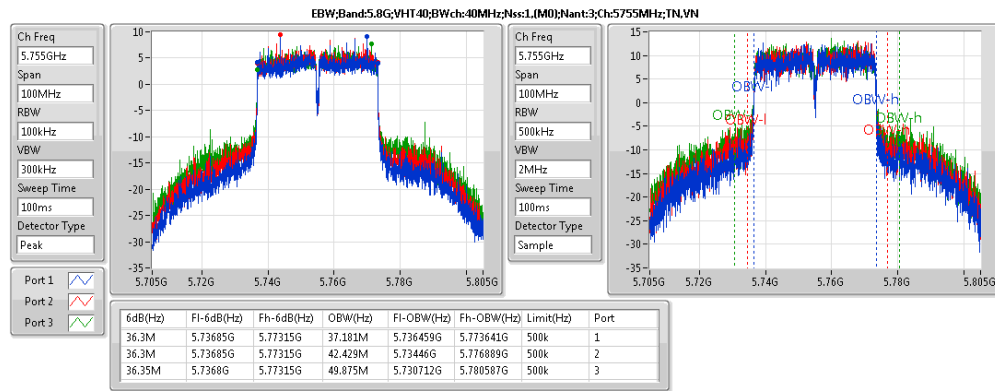 EBW;Band:5.8G;VHT40;BWch:40MHz;Nss:1,(M0);Nant:3;Ch:5755MHz;TN,VN
Ch Freq
5.755GHz
Span
100MHz
RBW
100kHz
VBW
300kHz
Sweep Time
100ms
Detector Type
Peak
10
5
0
-5
-10
-15
-20
-25
-30
-35
5.705G 5.72G 5.74G 5.76G 5.78G 5.805G
Ch Freq
5.755GHz
Span
100MHz
RBW
500kHz
VBW
2MHz
Sweep Time
100ms
Detector Type
Sample
15
10
5
0
-5
-10
-15
-20
-25
-30
-35
OBW-l OBW-h
OBW-l OBW-h
5.705G 5.72G 5.74G 5.76G 5.78G 5.805G
Port 1
Port 2
Port 3
6dB(Hz) Fl-6dB(Hz) Fh-6dB(Hz) OBW(Hz) Fl-OBW(Hz) Fh-OBW(Hz) Limit(Hz) Port
36.3M 5.73685G 5.77315G 37.181M 5.736459G 5.773641G 500k 1
36.3M 5.73685G 5.77315G 42.429M 5.73446G 5.776889G 500k 2
36.35M 5.7368G 5.77315G 49.875M 5.730712G 5.780587G 500k 3